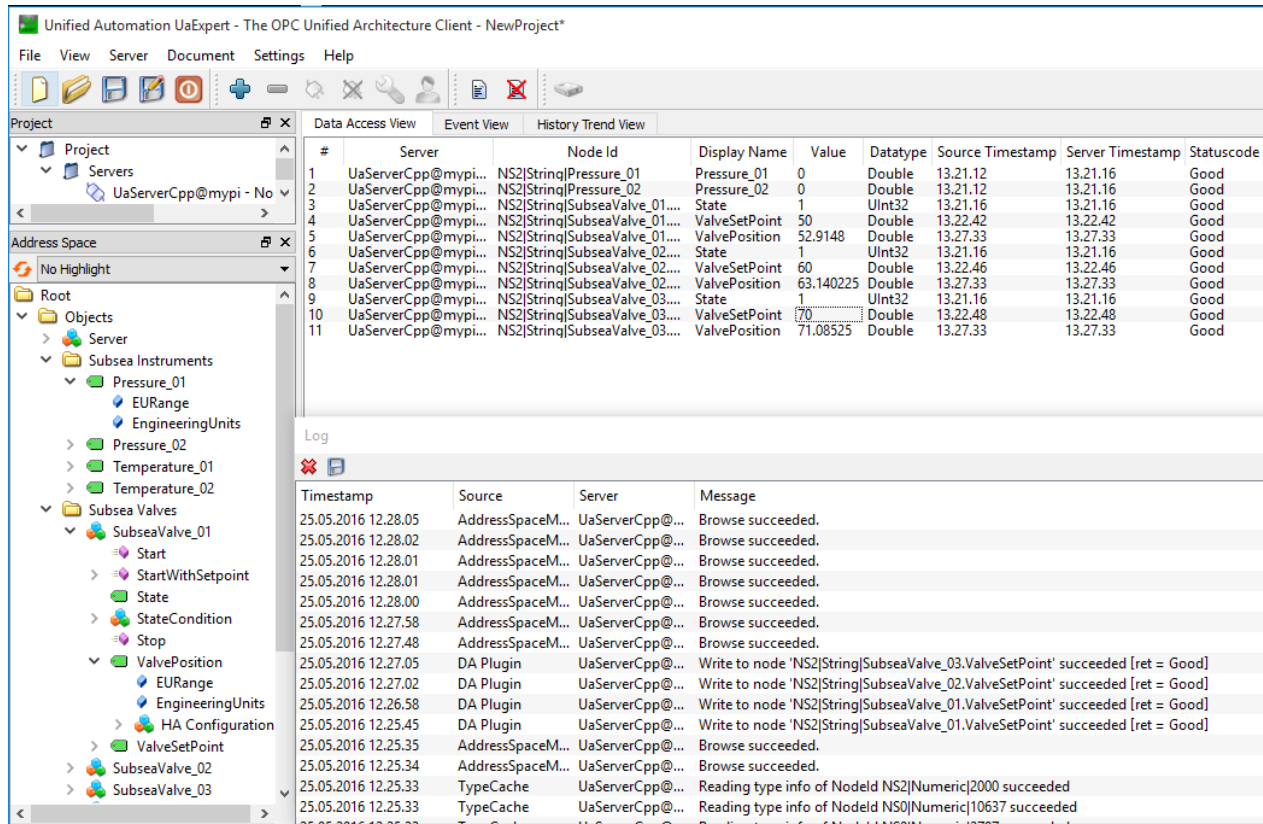 Unified Automation UaExpert - The OPC Unified Architecture Client - NewProject*
File View Server Document Settings Help
Project
Project
Servers
UaServerCpp@mypi - No
Address Space
No Highlight
Root
Objects
Server
Subsea Instruments
Pressure_01
EURange
EngineeringUnits
Pressure_02
Temperature_01
Temperature_02
Subsea Valves
SubseaValve_01
Start
StartWithSetpoint
State
StateCondition
Stop
ValvePosition
EURange
EngineeringUnits
HA Configuration
ValveSetPoint
SubseaValve_02
SubseaValve_03
Data Access View Event View History Trend View
# Server Node Id Display Name Value Datatype Source Timestamp Server Timestamp Statuscode
1 UaServerCpp@mypi... NS2|String|Pressure_01 Pressure_01 0 Double 13.21.12 13.21.16 Good
2 UaServerCpp@mypi... NS2|String|Pressure_02 Pressure_02 0 Double 13.21.12 13.21.16 Good
3 UaServerCpp@mypi... NS2|String|SubseaValve_01.... State 1 UInt32 13.21.16 13.21.16 Good
4 UaServerCpp@mypi... NS2|String|SubseaValve_01.... ValveSetPoint 50 Double 13.22.42 13.22.42 Good
5 UaServerCpp@mypi... NS2|String|SubseaValve_01.... ValvePosition 52.9148 Double 13.27.33 13.27.33 Good
6 UaServerCpp@mypi... NS2|String|SubseaValve_02.... State 1 UInt32 13.21.16 13.21.16 Good
7 UaServerCpp@mypi... NS2|String|SubseaValve_02.... ValveSetPoint 60 Double 13.22.46 13.22.46 Good
8 UaServerCpp@mypi... NS2|String|SubseaValve_02.... ValvePosition 63.140225 Double 13.27.33 13.27.33 Good
9 UaServerCpp@mypi... NS2|String|SubseaValve_03.... State 1 UInt32 13.21.16 13.21.16 Good
10 UaServerCpp@mypi... NS2|String|SubseaValve_03.... ValveSetPoint 70 Double 13.22.48 13.22.48 Good
11 UaServerCpp@mypi... NS2|String|SubseaValve_03.... ValvePosition 71.08525 Double 13.27.33 13.27.33 Good
Log
Timestamp Source Server Message
25.05.2016 12.28.05 AddressSpaceM... UaServerCpp@... Browse succeeded.
25.05.2016 12.28.02 AddressSpaceM... UaServerCpp@... Browse succeeded.
25.05.2016 12.28.01 AddressSpaceM... UaServerCpp@... Browse succeeded.
25.05.2016 12.28.01 AddressSpaceM... UaServerCpp@... Browse succeeded.
25.05.2016 12.28.00 AddressSpaceM... UaServerCpp@... Browse succeeded.
25.05.2016 12.27.58 AddressSpaceM... UaServerCpp@... Browse succeeded.
25.05.2016 12.27.48 AddressSpaceM... UaServerCpp@... Browse succeeded.
25.05.2016 12.27.05 DA Plugin UaServerCpp@... Write to node 'NS2|String|SubseaValve_03.ValveSetPoint' succeeded [ret = Good]
25.05.2016 12.27.02 DA Plugin UaServerCpp@... Write to node 'NS2|String|SubseaValve_02.ValveSetPoint' succeeded [ret = Good]
25.05.2016 12.26.58 DA Plugin UaServerCpp@... Write to node 'NS2|String|SubseaValve_01.ValveSetPoint' succeeded [ret = Good]
25.05.2016 12.25.45 DA Plugin UaServerCpp@... Write to node 'NS2|String|SubseaValve_01.ValveSetPoint' succeeded [ret = Good]
25.05.2016 12.25.35 AddressSpaceM... UaServerCpp@... Browse succeeded.
25.05.2016 12.25.34 AddressSpaceM... UaServerCpp@... Browse succeeded.
25.05.2016 12.25.33 TypeCache UaServerCpp@... Reading type info of NodeId NS2|Numeric|2000 succeeded
25.05.2016 12.25.33 TypeCache UaServerCpp@... Reading type info of NodeId NS0|Numeric|10637 succeeded